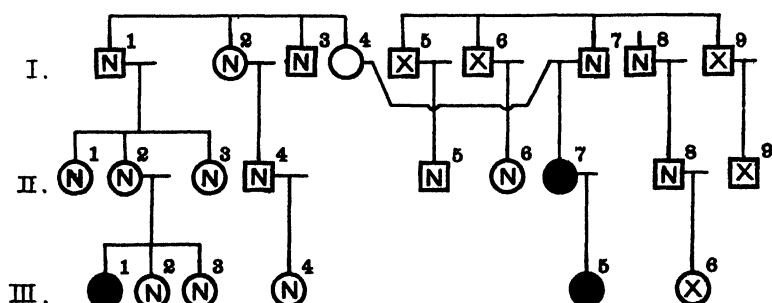 1 2 3 4 5 6 7 8 9
I. N N N X X N N X
1 2 3 4 5 6 7 8 9
II. N N N N N N N X
1 2 3 4 5 6
III. N N N X